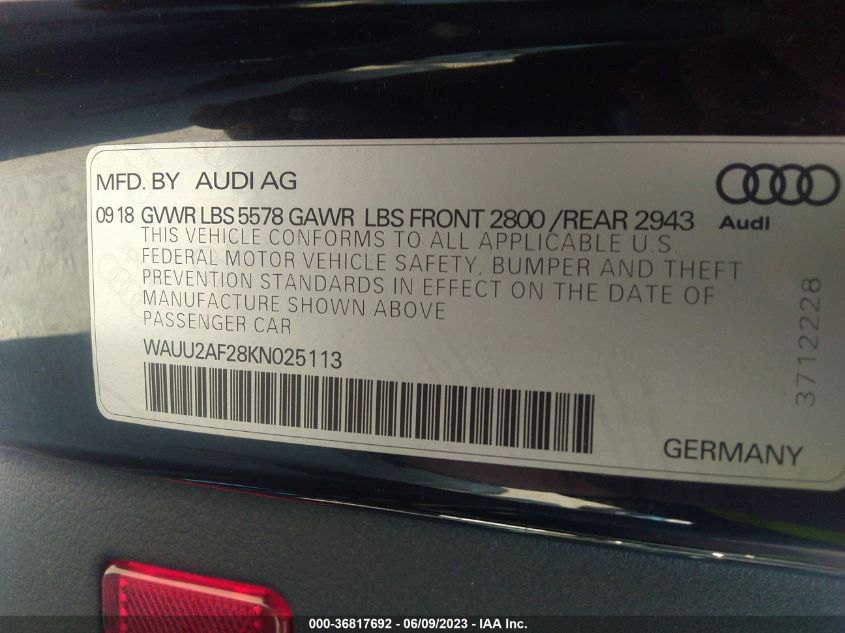 MFD. BY AUDI AG
Audi
09 18 GVWR LBS 5578 GAWR LBS FRONT 2800 /REAR 2943
THIS VEHICLE CONFORMS TO ALL APPLICABLE U.S.
FEDERAL MOTOR VEHICLE SAFETY, BUMPER AND THEFT
PREVENTION STANDARDS IN EFFECT ON THE DATE OF
MANUFACTURE SHOWN ABOVE
PASSENGER CAR
WAUU2AF28KN025113
3712228
GERMANY
000-36817692 - 06/09/2023 - IAA Inc.